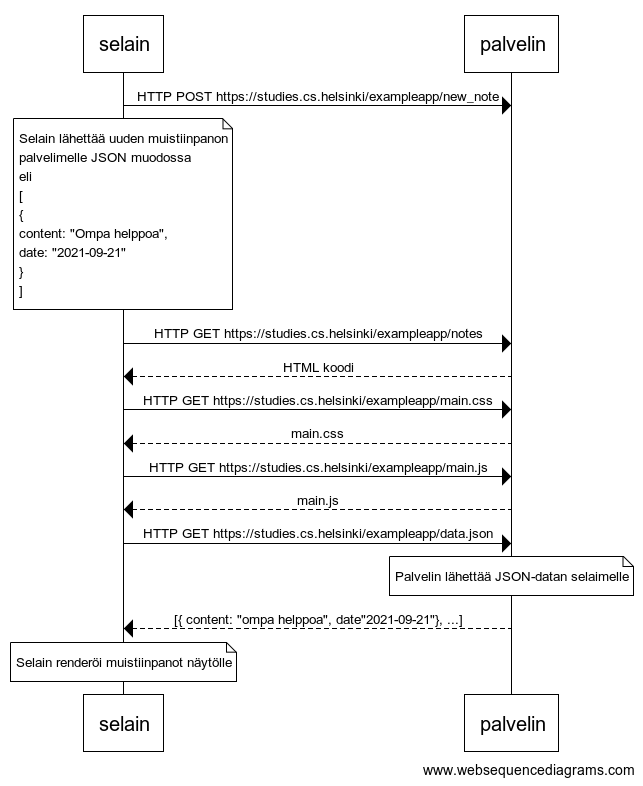 selain
palvelin
HTTP POST https://studies.cs.helsinki/exampleapp/new_note
Selain lähettää uuden muistiinpanon
palvelimelle JSON muodossa
eli
[
{
content: "Ompa helppoa",
date: "2021-09-21"
}
]
HTTP GET https://studies.cs.helsinki/exampleapp/notes
HTML koodi
HTTP GET https://studies.cs.helsinki/exampleapp/main.css
main.css
HTTP GET https://studies.cs.helsinki/exampleapp/main.js
main.js
HTTP GET https://studies.cs.helsinki/exampleapp/data.json
Palvelin lähettää JSON-datan selaimelle
[{ content: "ompa helppoa", date"2021-09-21"}, ...]
Selain renderöi muistiinpanot näytölle
selain
palvelin
www.websequencediagrams.com